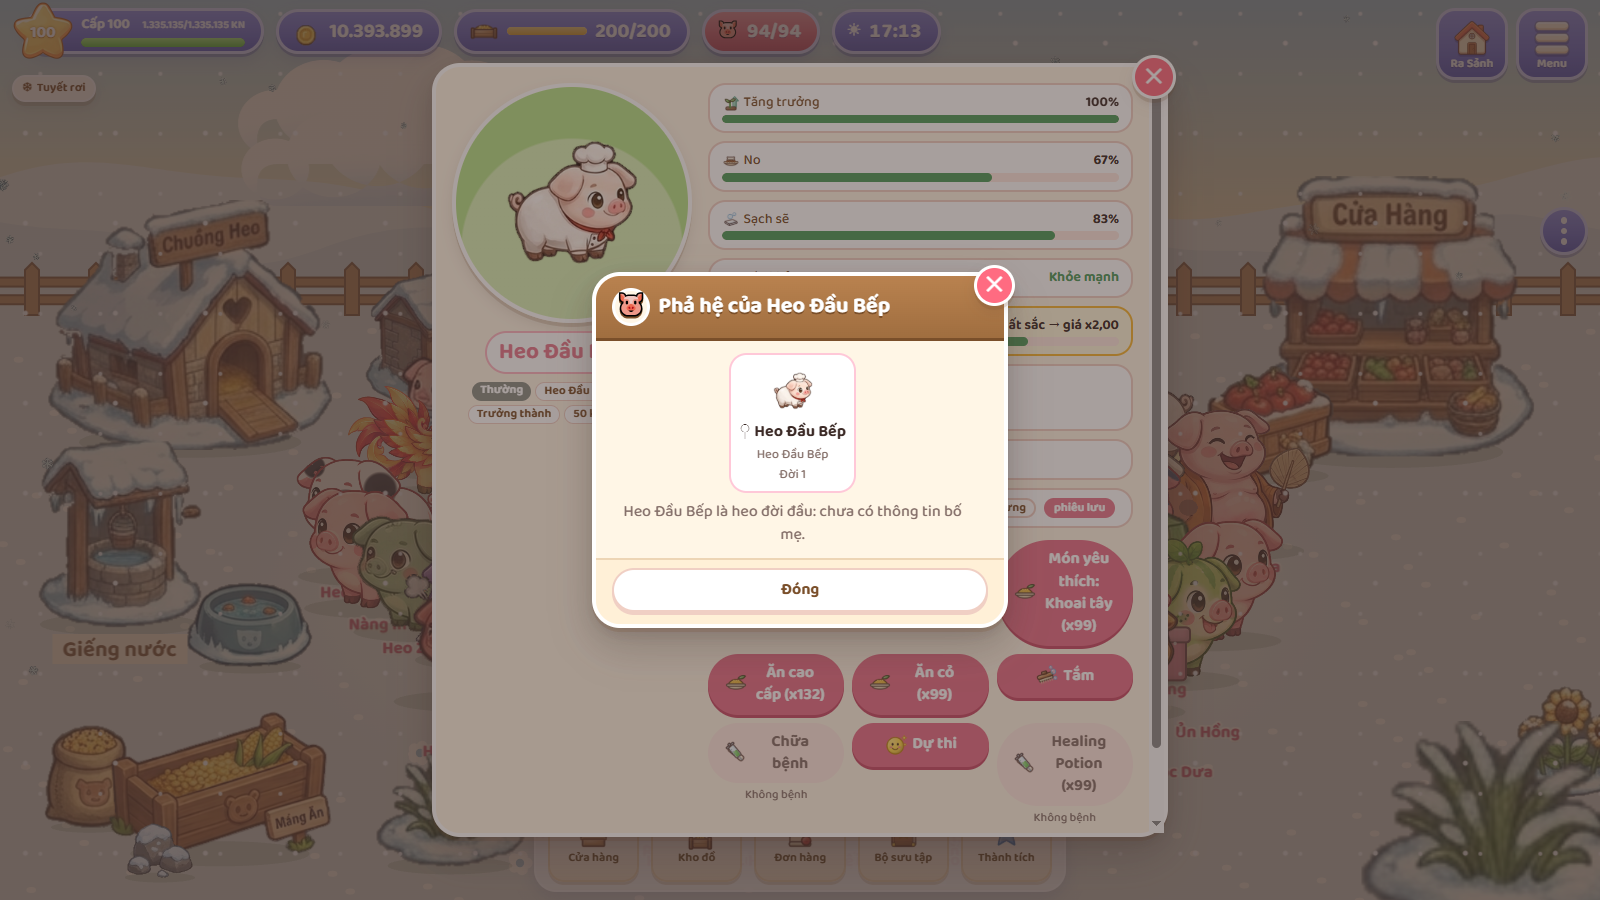 100
Cấp 100
1.335.135/1.335.135 KN
10.393.899
200/200
94/94
17:13
Ra Sảnh
Menu
Tuyết rơi
Chuồng Heo
Cửa Hàng
Tăng trưởng
100%
No
67%
Sạch sẽ
83%
Khỏe mạnh
ất sắc → giá x2,00
Heo Đầu
Thường
Heo Đầu
Trưởng thành
50
Phả hệ của Heo Đầu Bếp
Heo Đầu Bếp
Heo Đầu Bếp
Đời 1
Heo Đầu Bếp là heo đời đầu: chưa có thông tin bố
mẹ.
Đóng
phiêu lưu
Món yêu
thích:
Khoai tây
(x99)
Ăn cao
cấp (x132)
Ăn cỏ
(x99)
Tắm
Chữa
bệnh
Không bệnh
Dự thi
Healing
Potion
(x99)
Không bệnh
Giếng nước
Nàng
Heo
Máng Ăn
Ủn Hồng
c Dưa
Cửa hàng
Kho đồ
Đơn hàng
Bộ sưu tập
Thành tích